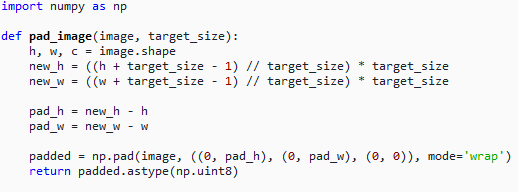 import numpy as np

def pad_image(image, target_size):
    h, w, c = image.shape
    new_h = ((h + target_size - 1) // target_size) * target_size
    new_w = ((w + target_size - 1) // target_size) * target_size

    pad_h = new_h - h
    pad_w = new_w - w

    padded = np.pad(image, ((0, pad_h), (0, pad_w), (0, 0)), mode='wrap')
    return padded.astype(np.uint8)